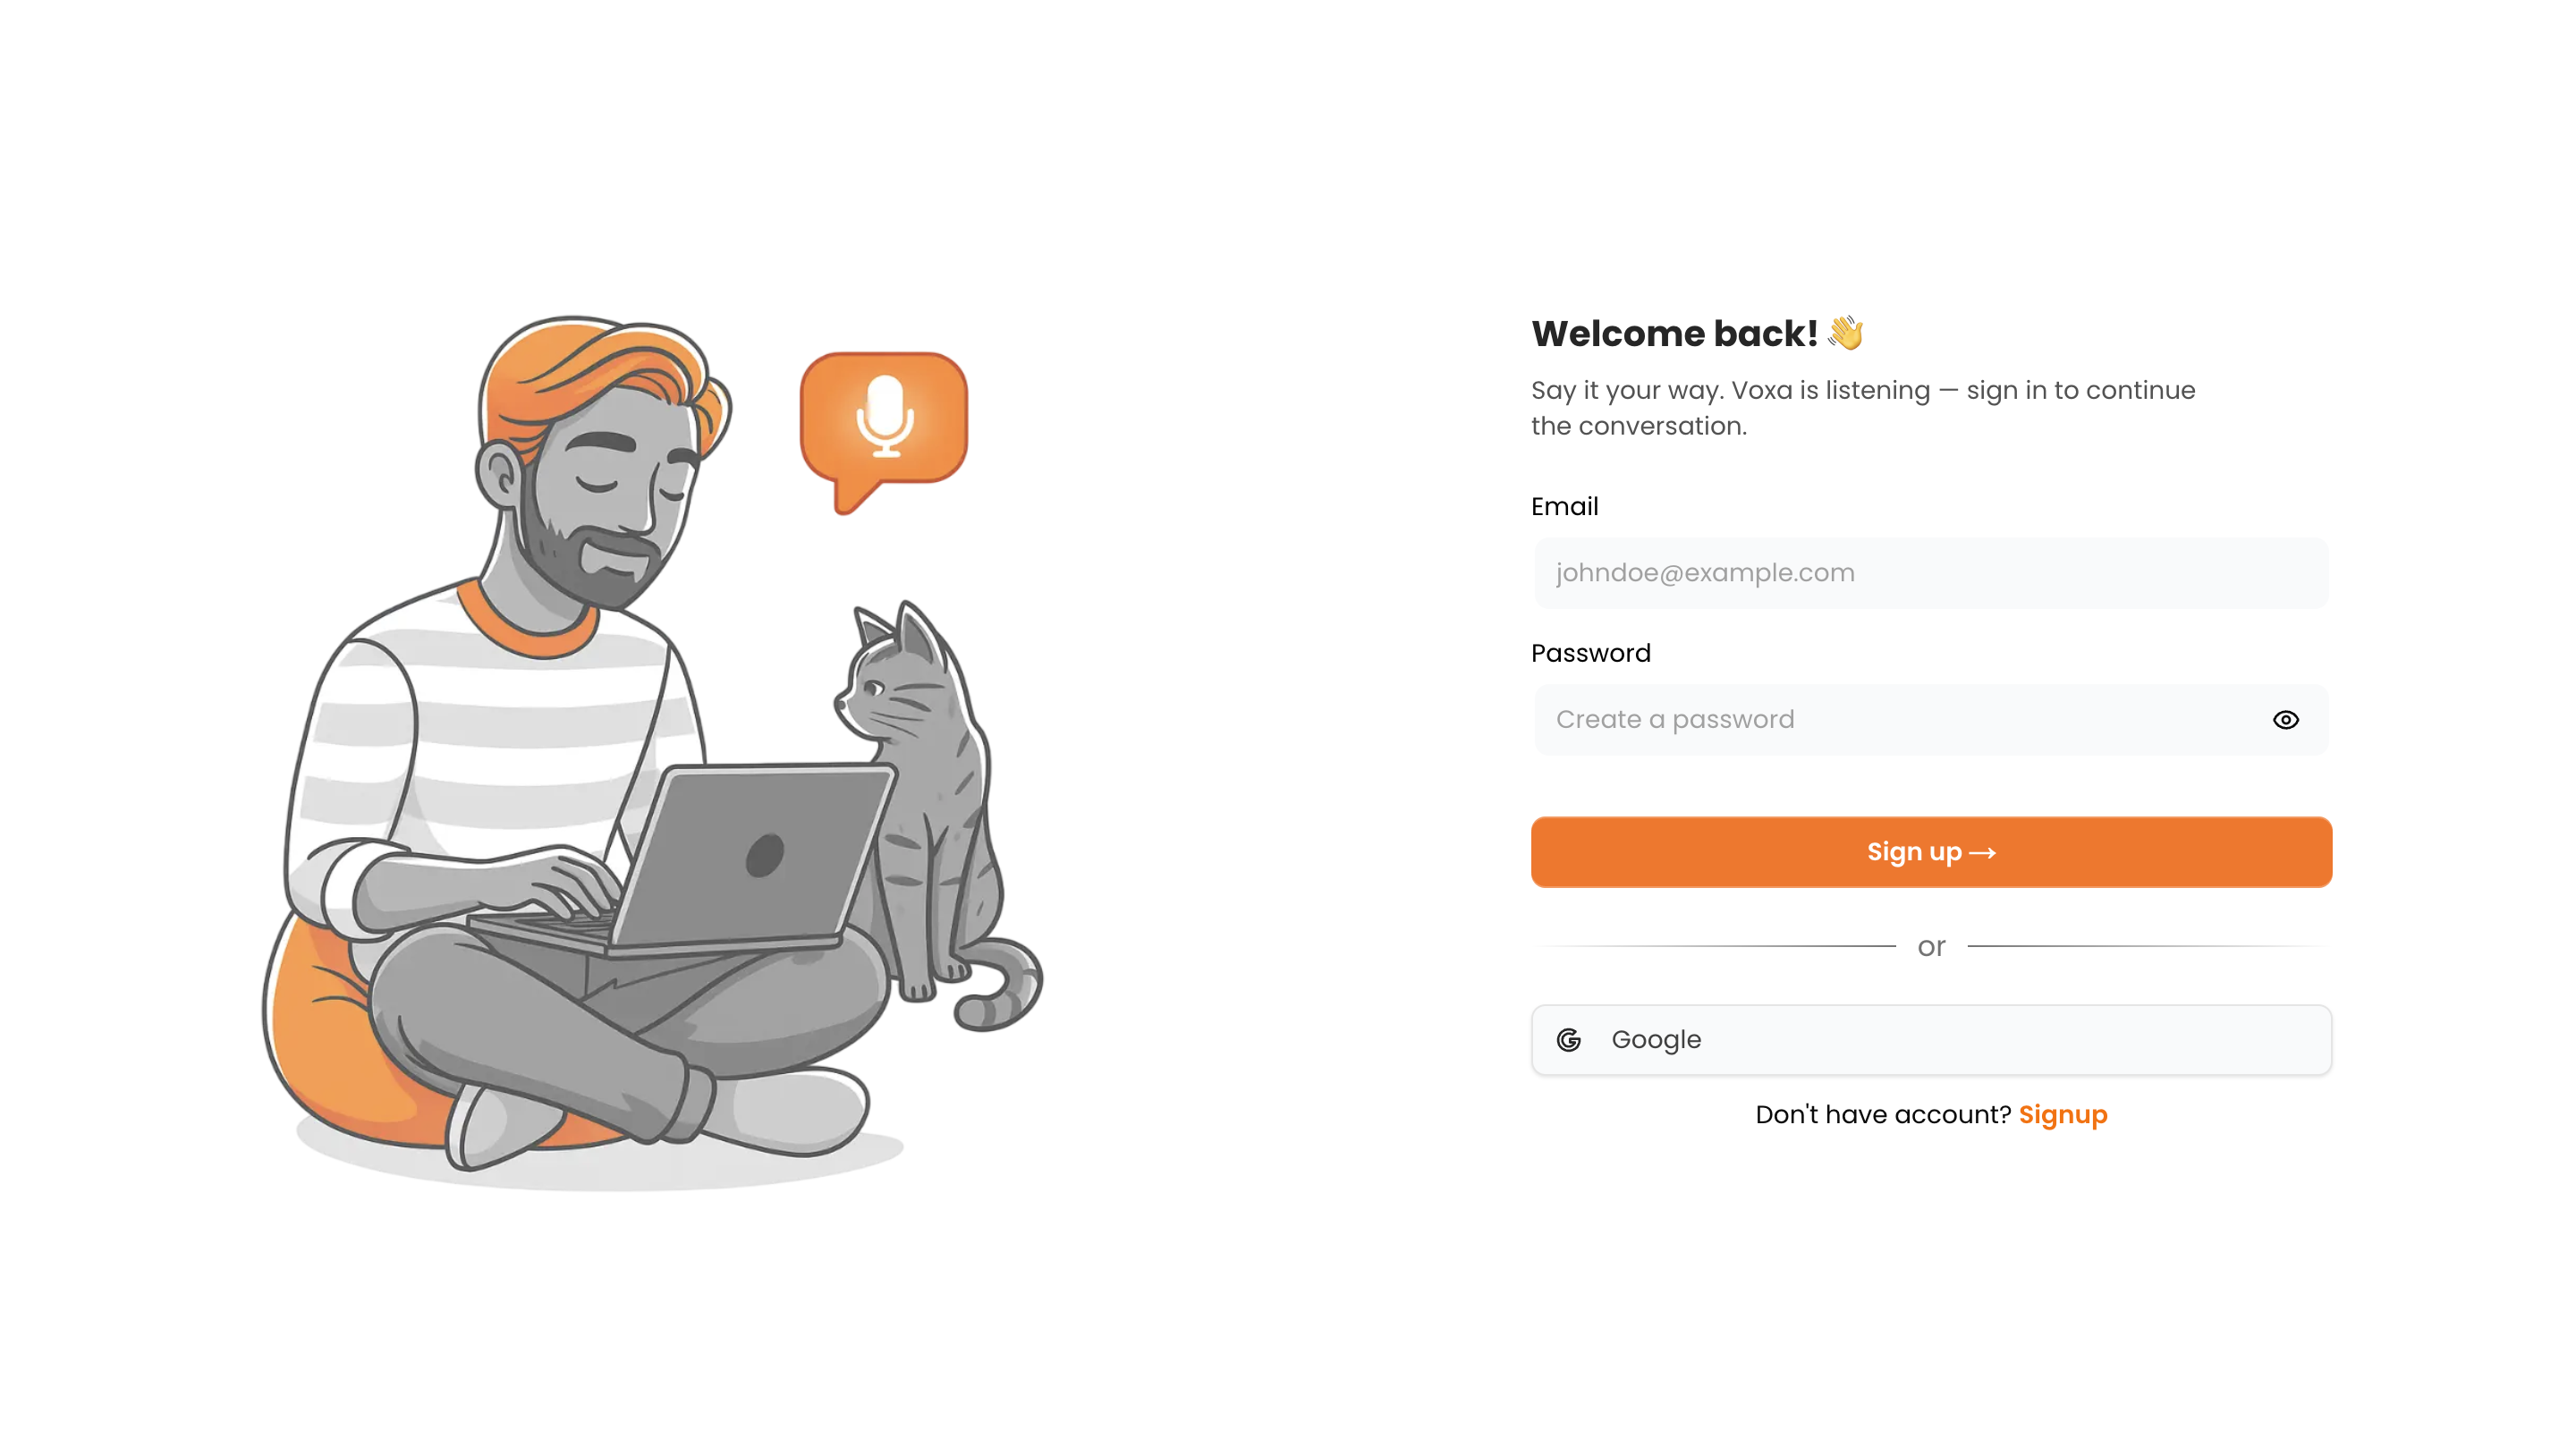 Welcome back! 👋
Say it your way. Voxa is listening — sign in to continue
the conversation.
Email
johndoe@example.com
Password
Create a password
Sign up →
or
Google
Don't have account? Signup